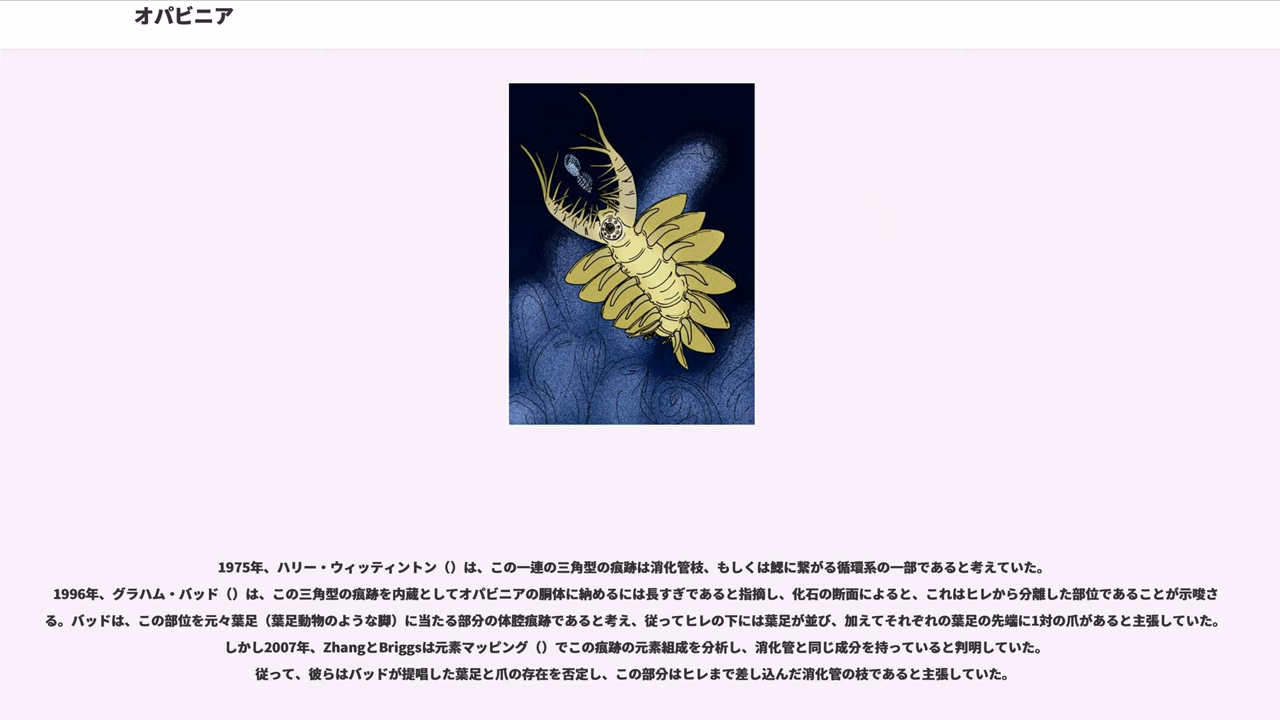 オパビニア
1975年、ハリー・ウィッティントン（）は、この一連の三角型の痕跡は消化管枝、もしくは鰓に繋がる循環系の一部であると考えていた。
1996年、グラハム・バッド（）は、この三角型の痕跡を内蔵としてオパビニアの胴体に納めるには長すぎであると指摘し、化石の断面によると、これはヒレから分離した部位であることが示唆さ
る。バッドは、この部位を元々葉足（葉足動物のような脚）に当たる部分の体腔痕跡であると考え、従ってヒレの下には葉足が並び、加えてそれぞれの葉足の先端に1対の爪があると主張していた。
しかし2007年、ZhangとBriggsは元素マッピング（）でこの痕跡の元素組成を分析し、消化管と同じ成分を持っていると判明していた。
従って、彼らはバッドが提唱した葉足と爪の存在を否定し、この部分はヒレまで差し込んだ消化管の枝であると主張していた。